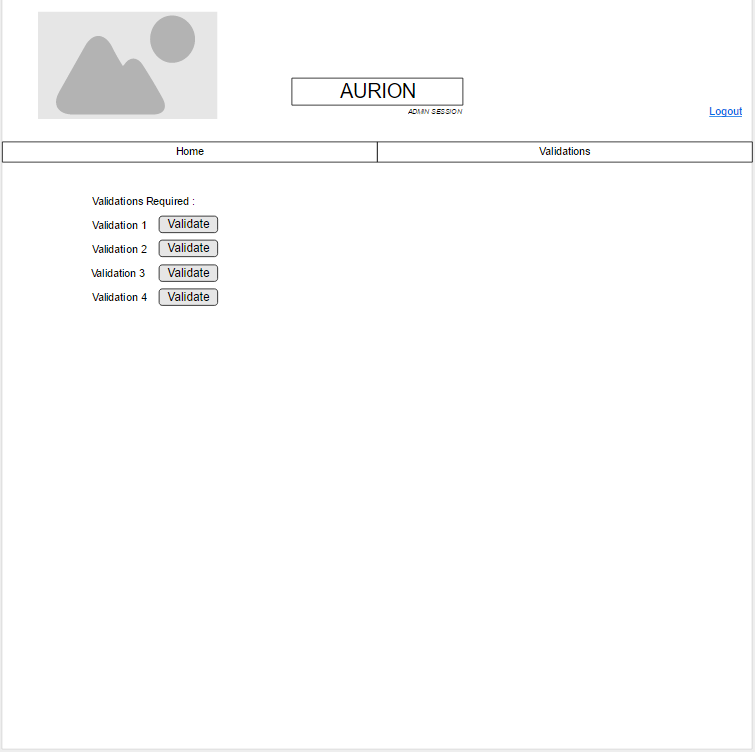 AURION
ADMIN SESSION
Logout
Home Validations
Validations Required :
Validation 1 Validate
Validation 2 Validate
Validation 3 Validate
Validation 4 Validate